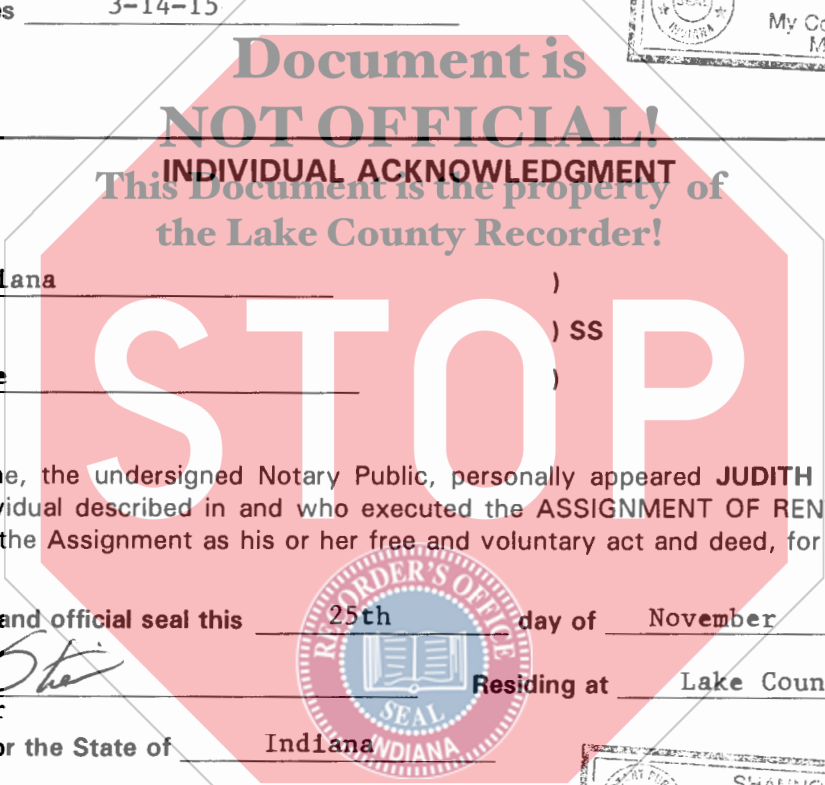 es 3-14-15
SEAL
INDIANA
My Co
M
Document is
NOT OFFICIAL!
INDIVIDUAL ACKNOWLEDGMENT
This Document is the property of
the Lake County Recorder!
iana )
) SS
e )
STOP
e, the undersigned Notary Public, personally appeared JUDITH
vidual described in and who executed the ASSIGNMENT OF REN
the Assignment as his or her free and voluntary act and deed, for
and official seal this 25th day of November
Residing at Lake Coun
or the State of Indiana
RECORDER'S OFFICE
SEAL
INDIANA